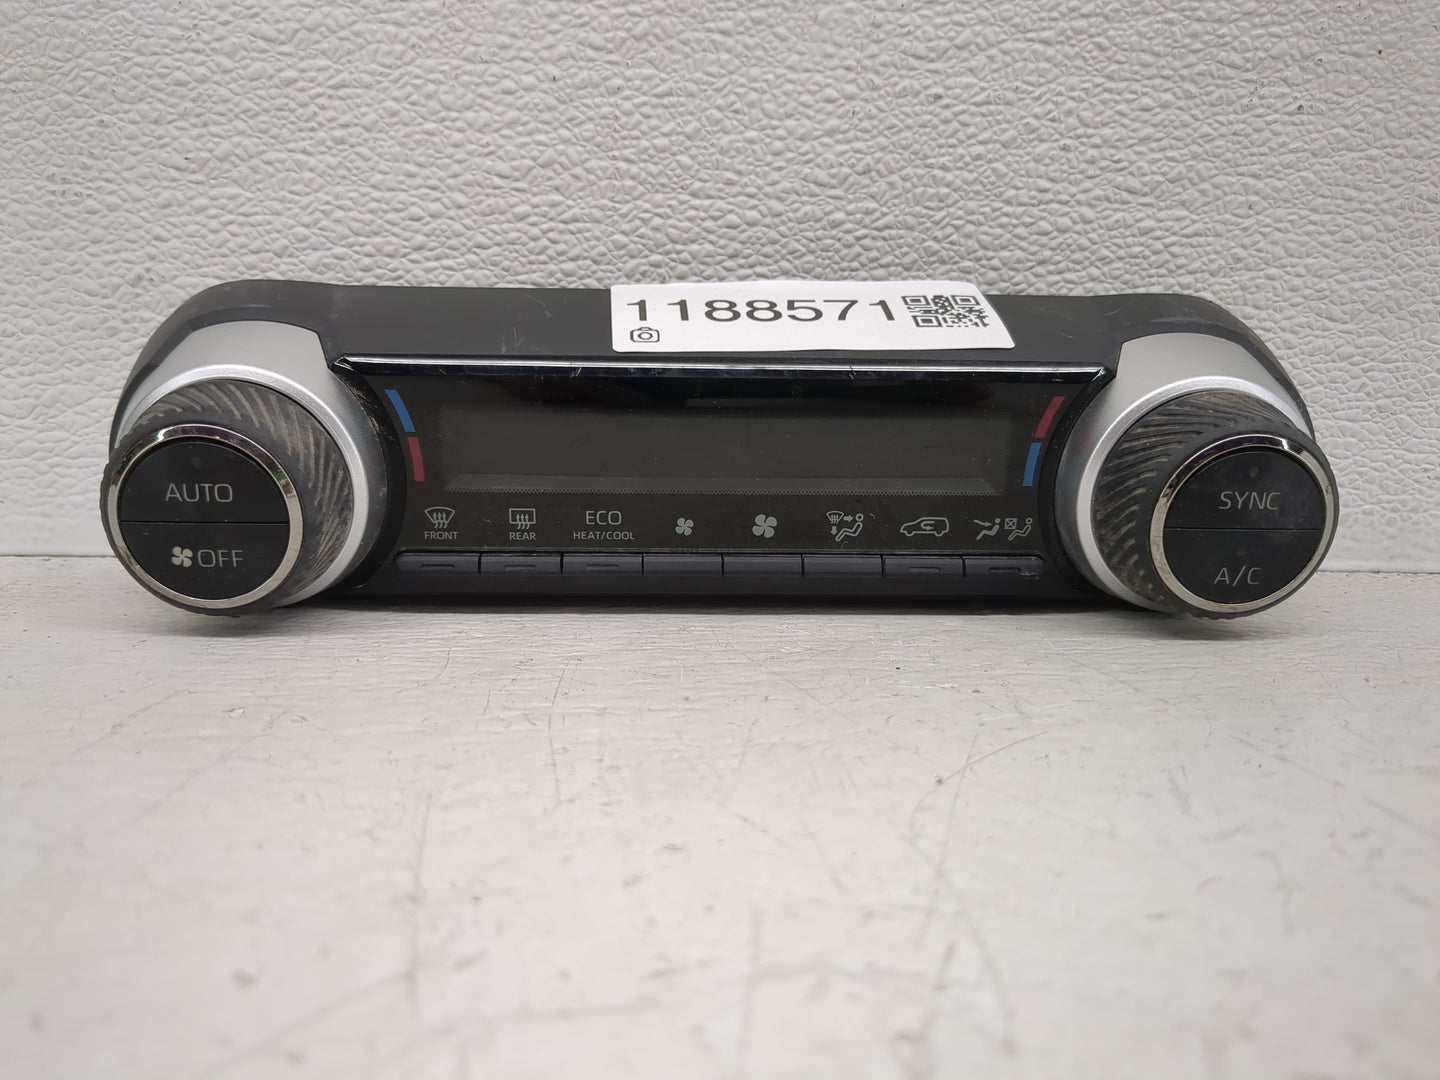 1188571
AUTO
OFF
FRONT
REAR
ECO
HEAT/COOL
SYNC
A/C